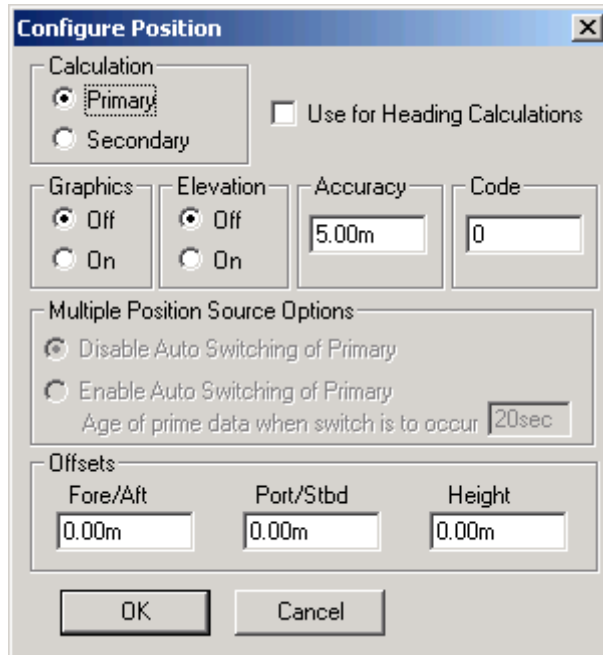 Configure Position
Calculation
Primary
Secondary
Use for Heading Calculations
Graphics
Off
On
Elevation
Off
On
Accuracy
5.00m
Code
0
Multiple Position Source Options
Disable Auto Switching of Primary
Enable Auto Switching of Primary
Age of prime data when switch is to occur 20sec
Offsets
Fore/Aft Port/Stbd Height
0.00m 0.00m 0.00m
OK Cancel